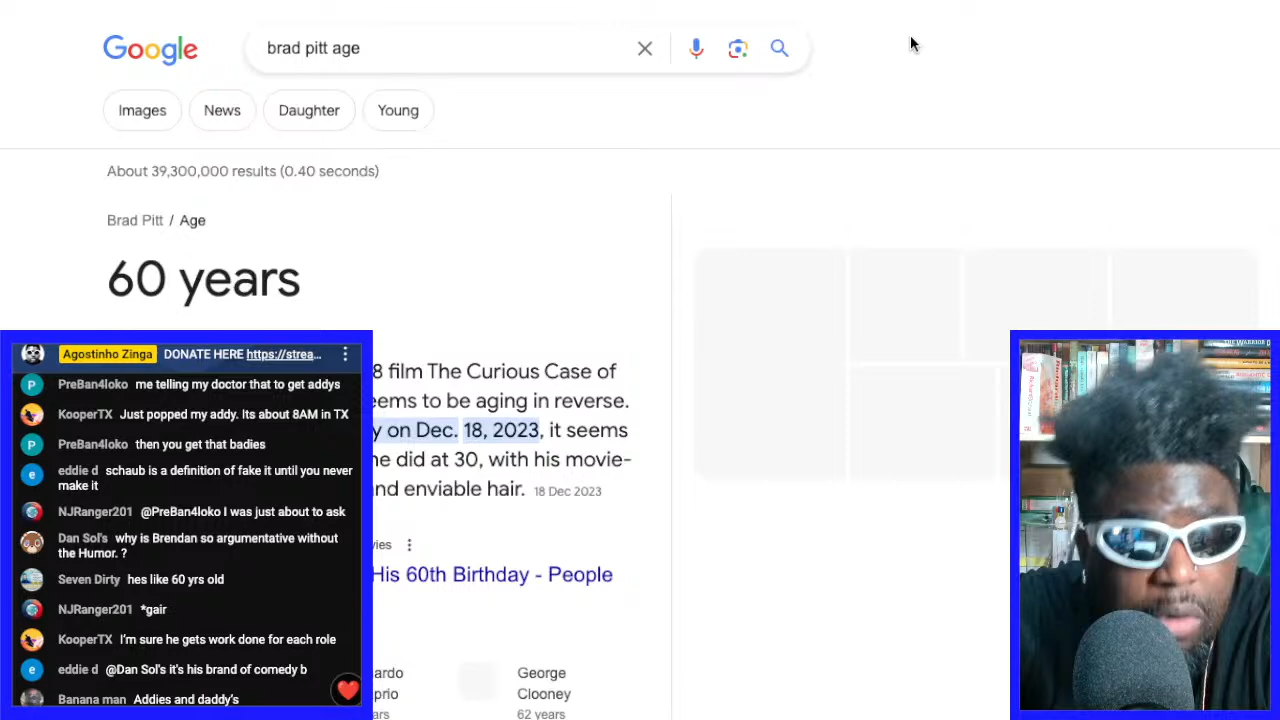 Google
brad pitt age
Images
News
Daughter
Young
About 39,300,000 results (0.40 seconds)
Brad Pitt / Age
60 years
8 film The Curious Case of
eems to be aging in reverse.
y on Dec. 18, 2023, it seems
he did at 30, with his movie-
nd enviable hair. 18 Dec 2023
vies
His 60th Birthday - People
ardo
prio
ars
George
Clooney
62 years
Agostinho Zinga DONATE HERE https://strea...
P PreBan4loko me telling my doctor that to get addys
KooperTX Just popped my addy. Its about 8AM in TX
P PreBan4loko then you get that badies
e eddie d schaub is a definition of fake it until you never
make it
NJRanger201 @PreBan4loko I was just about to ask
Dan Sol's why is Brendan so argumentative without
the Humor. ?
Seven Dirty hes like 60 yrs old
NJRanger201 *gair
KooperTX I'm sure he gets work done for each role
e eddie d @Dan Sol's it's his brand of comedy b
Banana man Addies and daddy's